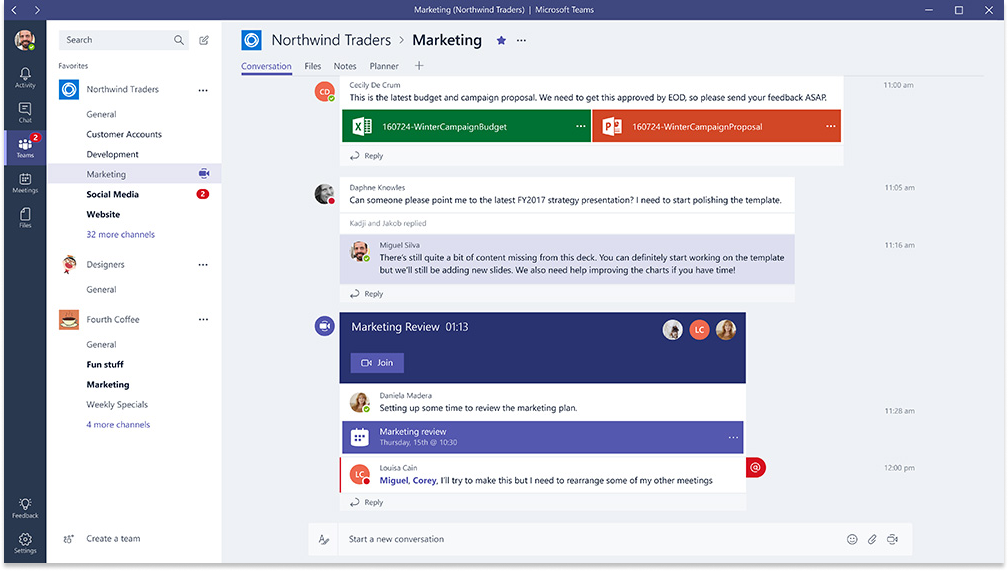 Marketing (Northwind Traders) | Microsoft Teams
Search
Activity
Chat
2
Teams
Meetings
Files
Feedback
Settings
Favorites
Northwind Traders
General
Customer Accounts
Development
Marketing
Social Media 2
Website
32 more channels
Designers
General
Fourth Coffee
General
Fun stuff
Marketing
Weekly Specials
4 more channels
Create a team
Northwind Traders > Marketing
Conversation Files Notes Planner
CD
Cecily De Crum
11:00 am
This is the latest budget and campaign proposal. We need to get this approved by EOD, so please send your feedback ASAP.
160724-WinterCampaignBudget
160724-WinterCampaignProposal
Reply
Daphne Knowles
11:05 am
Can someone please point me to the latest FY2017 strategy presentation? I need to start polishing the template.
Kadji and Jakob replied
Miguel Silva
11:16 am
There's still quite a bit of content missing from this deck. You can definitely start working on the template
but we'll still be adding new slides. We also need help improving the charts if you have time!
Reply
Marketing Review 01:13
LC
Join
Daniela Madera
Setting up some time to review the marketing plan.
11:28 am
Marketing review
Thursday, 15th @ 10:30
LC
Louisa Cain
@
12:00 pm
Miguel, Corey, I'll try to make this but I need to rearrange some of my other meetings
Reply
Start a new conversation